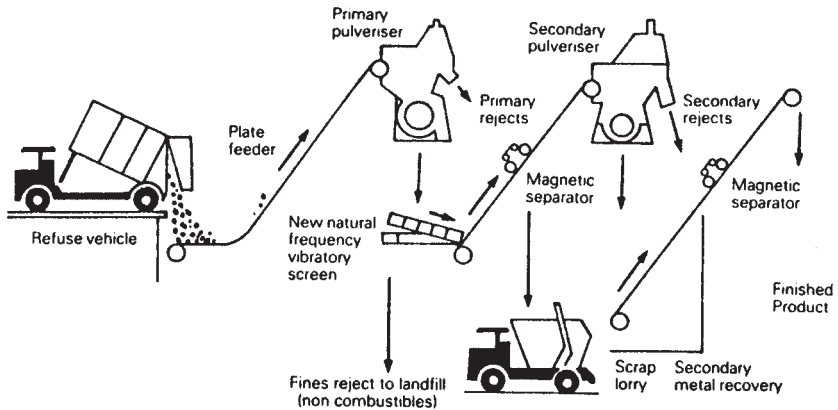 Primary
pulveriser
Secondary
pulveriser
Plate
feeder
Primary
rejects
Secondary
rejects
Magnetic
separator
Magnetic
separator
Refuse vehicle
New natural
frequency
vibratory
screen
Finished
Product
Fines reject to landfill
(non combustibles)
Scrap
lorry
Secondary
metal recovery